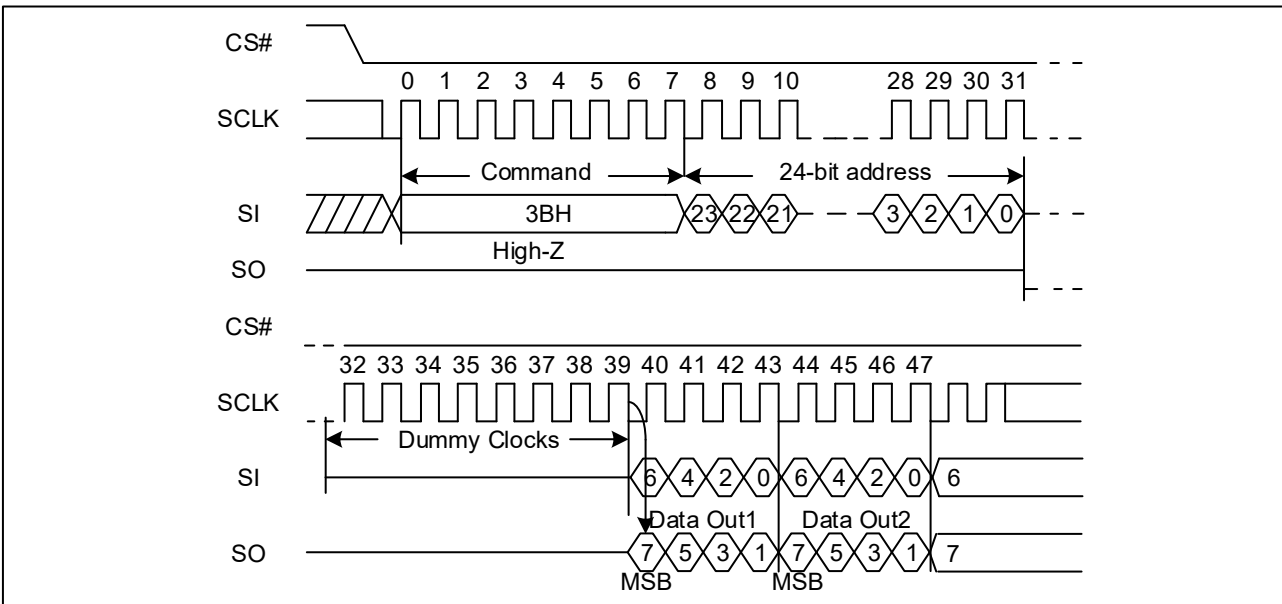 CS#
0 1 2 3 4 5 6 7 8 9 10 28 29 30 31
SCLK
Command 24-bit address
SI 3BH 23 22 21 3 2 1 0
High-Z
SO
CS#
32 33 34 35 36 37 38 39 40 41 42 43 44 45 46 47
SCLK
Dummy Clocks
SI 6 4 2 0 6 4 2 0 6
Data Out1 Data Out2
SO 7 5 3 1 7 5 3 1 7
MSB MSB